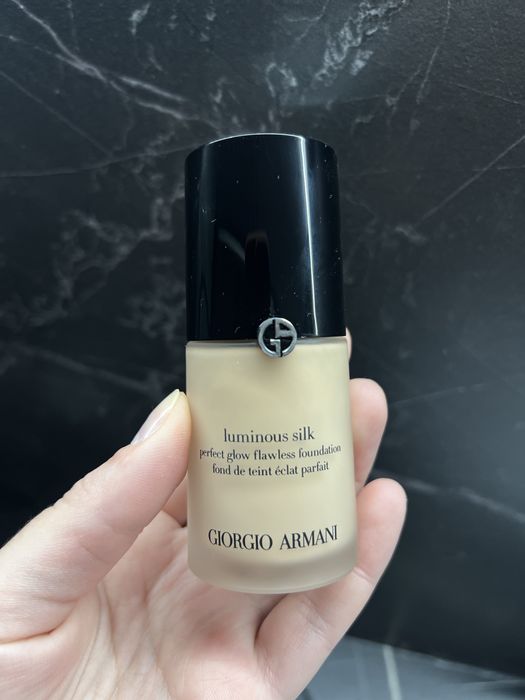 luminous silk
perfect glow flawless foundation
fond de teint éclat parfait
GIORGIO ARMANI